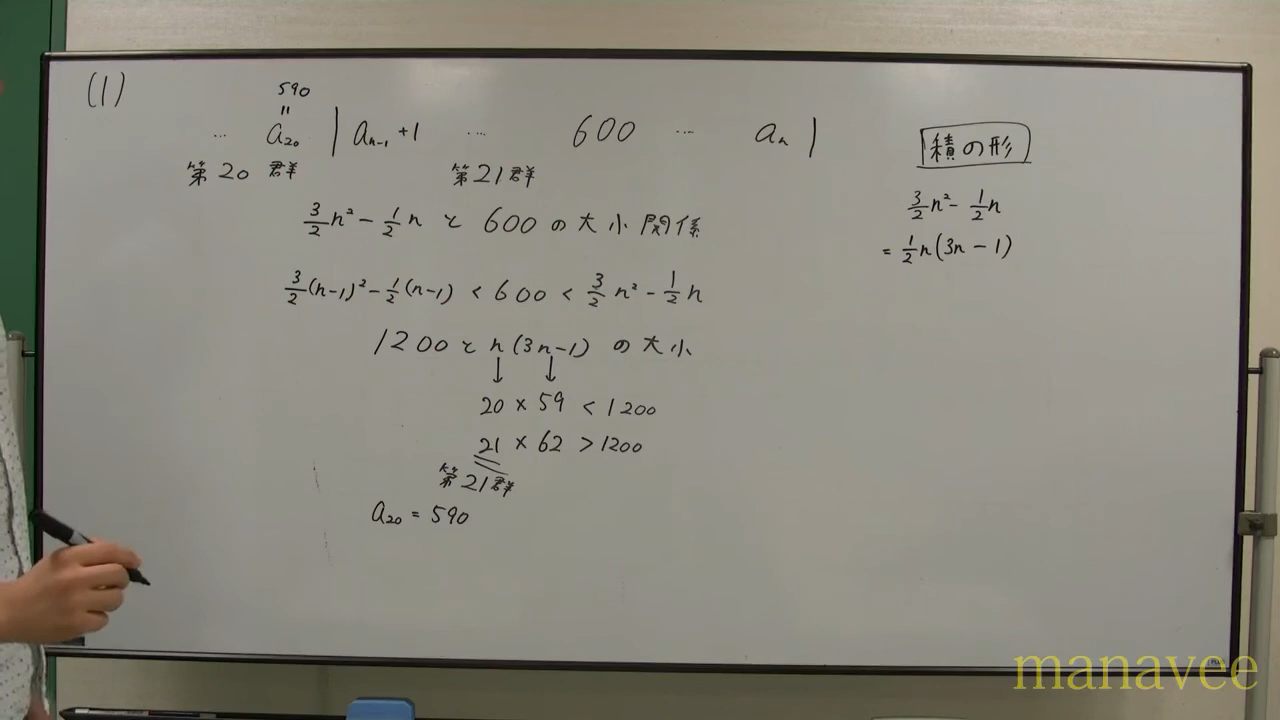 (1)
590
=
… a₂₀ | aₙ₋₁ +1 … 600 … aₙ |
第20 群 第21群
3/2 n² - 1/2 n と 600 の大小関係
3/2 (n-1)² - 1/2 (n-1) < 600 < 3/2 n² - 1/2 n
1200 と n (3n-1) の大小
↓ ↓
20 × 59 < 1200
21 × 62 > 1200
第21群
a₂₀ = 590
積の形
3/2 n² - 1/2 n
= 1/2 n (3n - 1)
manavee